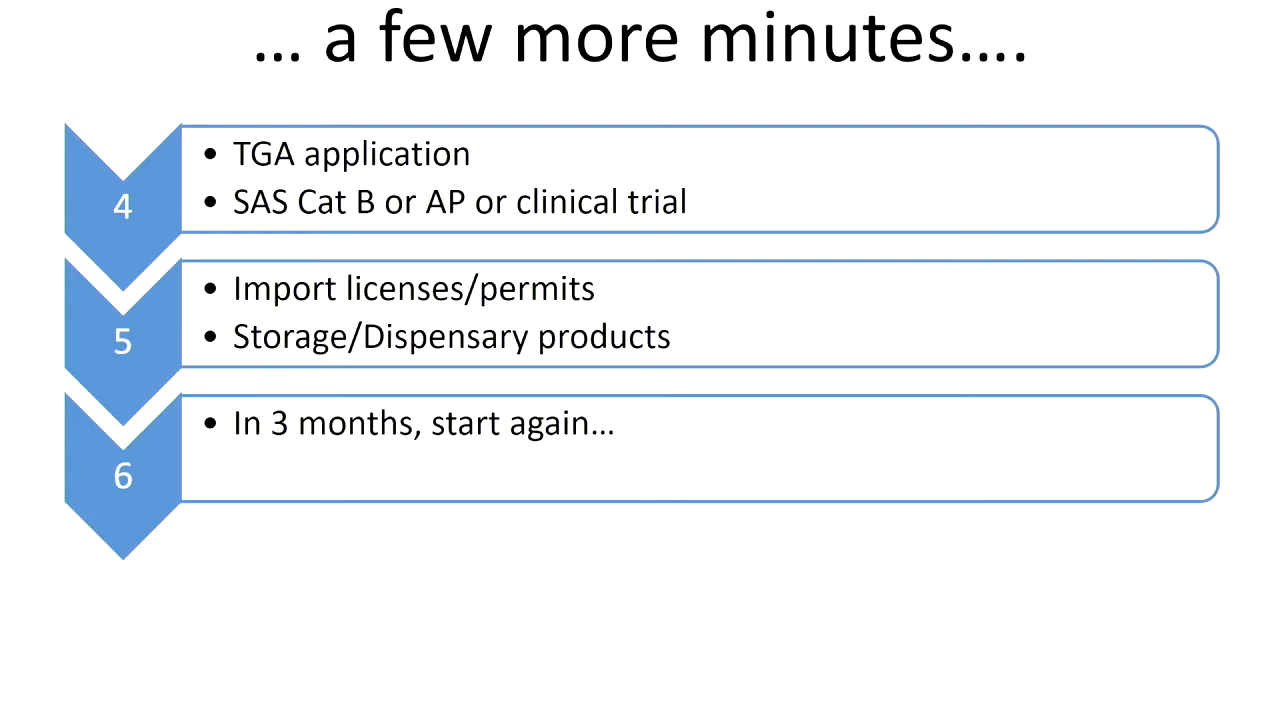 ... a few more minutes....
4
• TGA application
• SAS Cat B or AP or clinical trial
5
• Import licenses/permits
• Storage/Dispensary products
6
• In 3 months, start again...